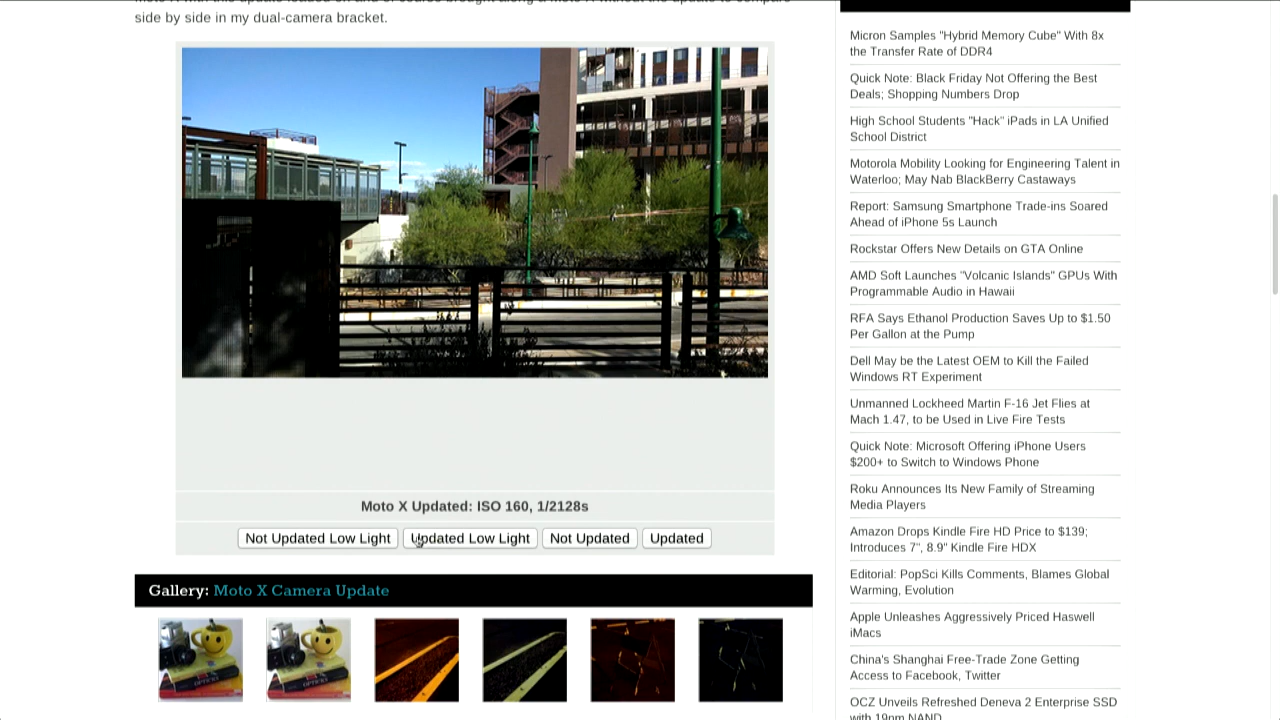 side by side in my dual-camera bracket.
Moto X Updated: ISO 160, 1/2128s
Not Updated Low Light
Updated Low Light
Not Updated
Updated
Gallery: Moto X Camera Update
Micron Samples "Hybrid Memory Cube" With 8x
the Transfer Rate of DDR4
Quick Note: Black Friday Not Offering the Best
Deals; Shopping Numbers Drop
High School Students "Hack" iPads in LA Unified
School District
Motorola Mobility Looking for Engineering Talent in
Waterloo; May Nab BlackBerry Castaways
Report: Samsung Smartphone Trade-ins Soared
Ahead of iPhone 5s Launch
Rockstar Offers New Details on GTA Online
AMD Soft Launches "Volcanic Islands" GPUs With
Programmable Audio in Hawaii
RFA Says Ethanol Production Saves Up to $1.50
Per Gallon at the Pump
Dell May be the Latest OEM to Kill the Failed
Windows RT Experiment
Unmanned Lockheed Martin F-16 Jet Flies at
Mach 1.47, to be Used in Live Fire Tests
Quick Note: Microsoft Offering iPhone Users
$200+ to Switch to Windows Phone
Roku Announces Its New Family of Streaming
Media Players
Amazon Drops Kindle Fire HD Price to $139;
Introduces 7", 8.9" Kindle Fire HDX
Editorial: PopSci Kills Comments, Blames Global
Warming, Evolution
Apple Unleashes Aggressively Priced Haswell
iMacs
China's Shanghai Free-Trade Zone Getting
Access to Facebook, Twitter
OCZ Unveils Refreshed Deneva 2 Enterprise SSD
with 19nm NAND